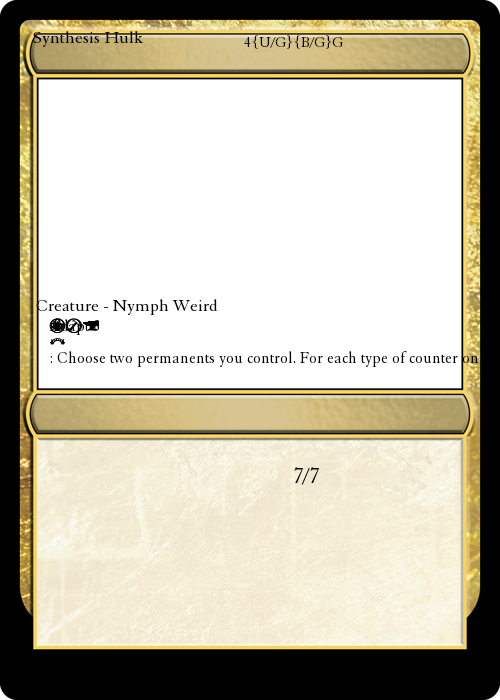 Synthesis Hulk
4{U/G}{B/G}G
Creature - Nymph Weird
: Choose two permanents you control. For each type of counter on
7/7